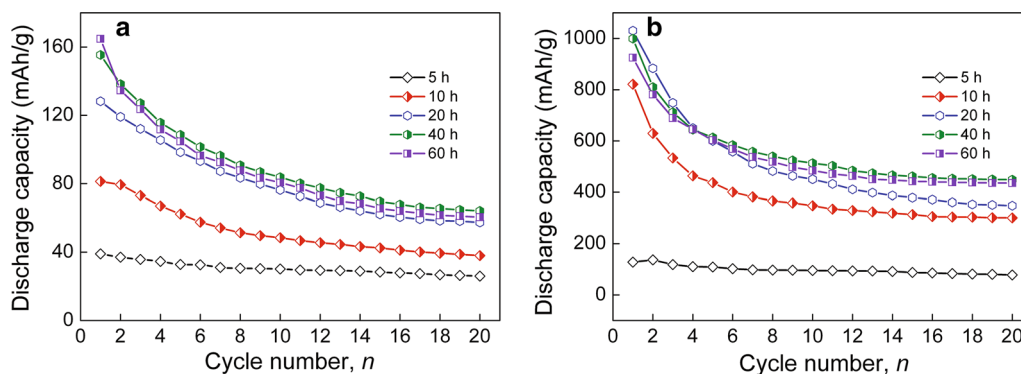 a
Discharge capacity (mAh/g)
160
120
80
40
0
5 h
10 h
20 h
40 h
60 h
0 2 4 6 8 10 12 14 16 18 20
Cycle number, n
b
Discharge capacity (mAh/g)
1000
800
600
400
200
0
5 h
10 h
20 h
40 h
60 h
0 2 4 6 8 10 12 14 16 18 20
Cycle number, n